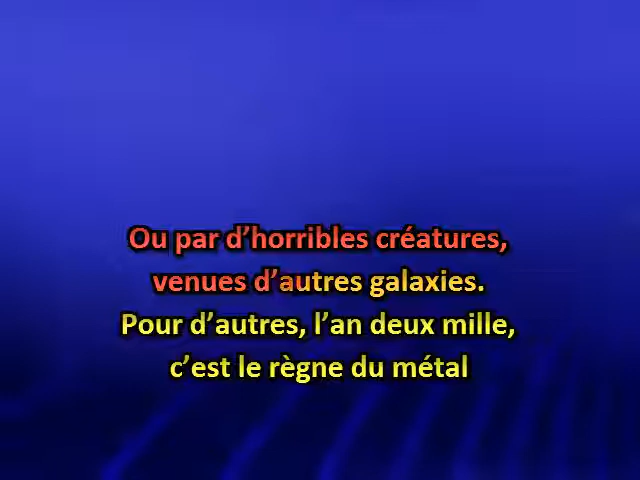 Ou par d’horribles créatures,
venues d’autres galaxies.
Pour d’autres, l’an deux mille,
c’est le règne du métal